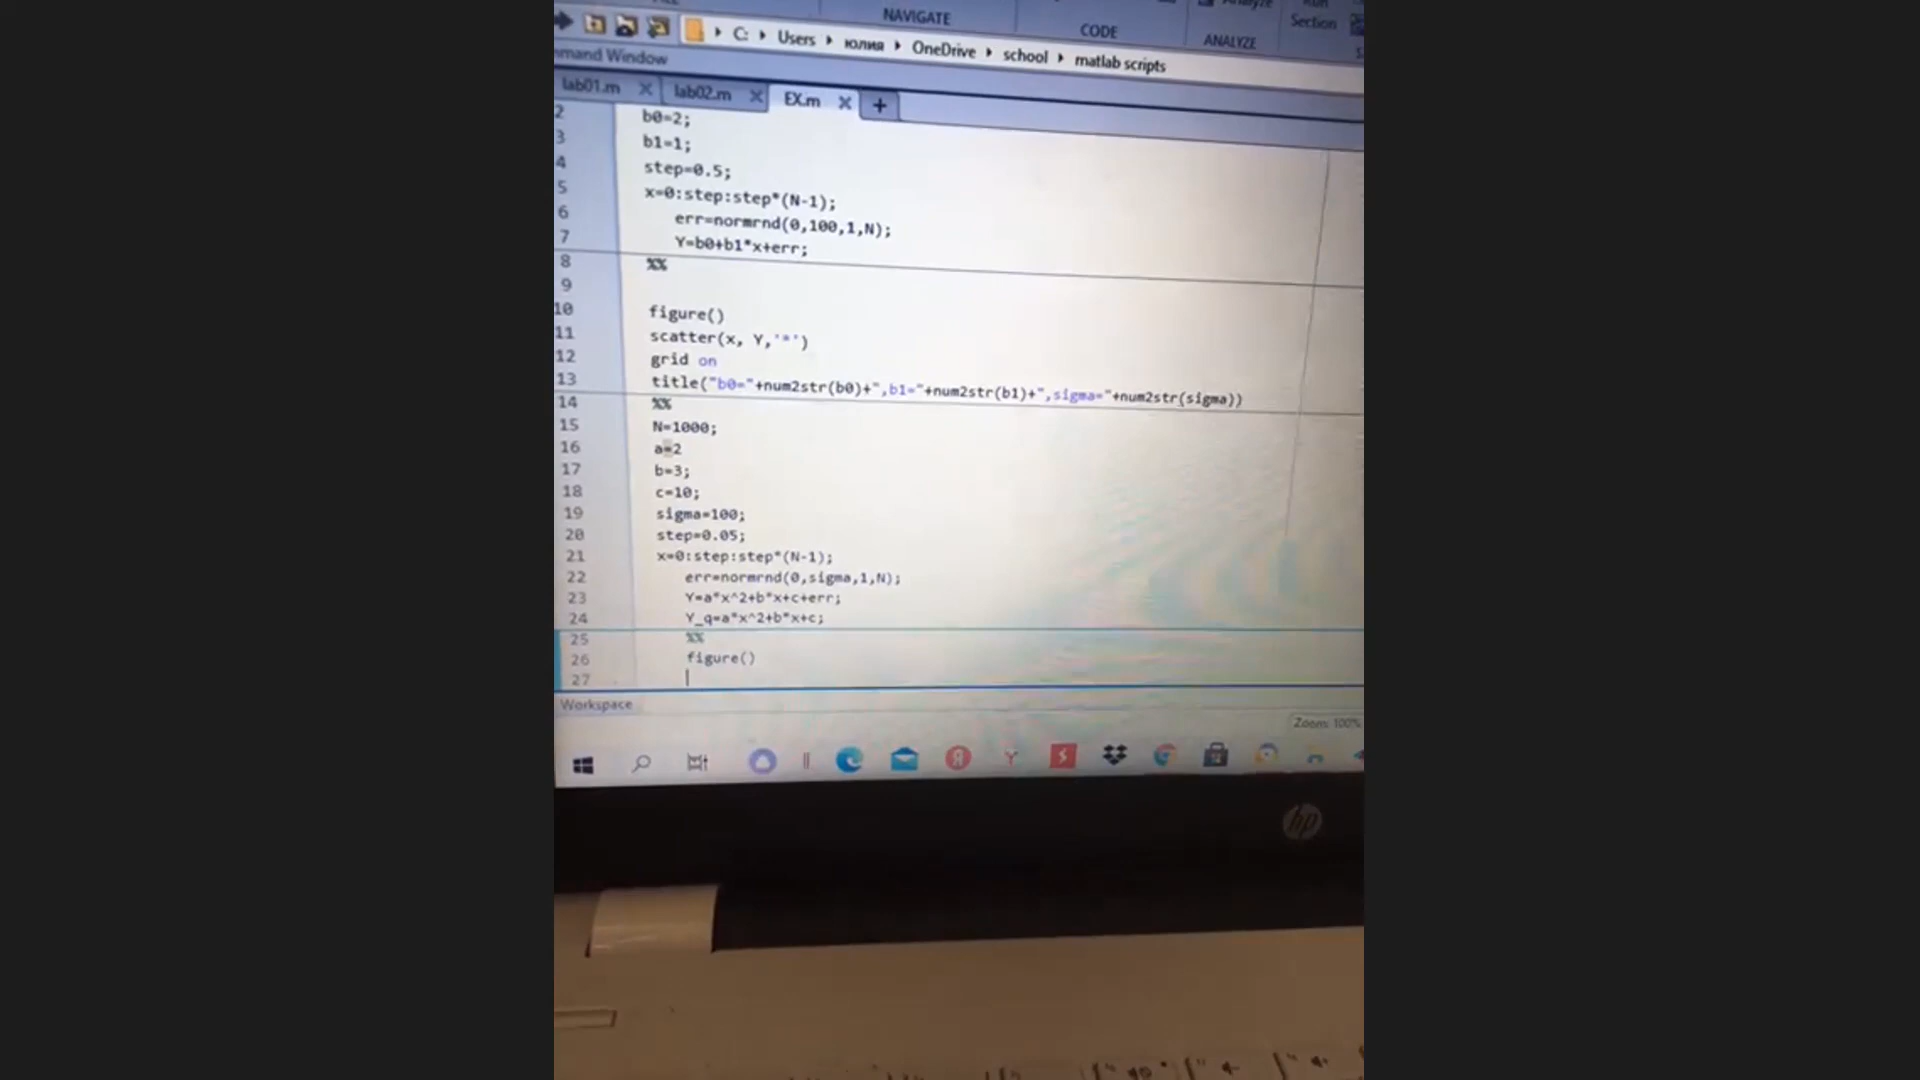 NAVIGATE
CODE
ANALYZE
Section
C: Users юлия OneDrive school matlab scripts
mand Window
lab01.m
lab02.m
EX.m
+
2 b0=2;
3 b1=1;
4 step=0.5;
5 x=0:step:step*(N-1);
6 err=normrnd(0,100,1,N);
7 Y=b0+b1*x+err;
8 %%
9
10 figure()
11 scatter(x, Y,'*')
12 grid on
13 title("b0="+num2str(b0)+",b1="+num2str(b1)+",sigma="+num2str(sigma))
14 %%
15 N=1000;
16 a=2
17 b=3;
18 c=10;
19 sigma=100;
20 step=0.05;
21 x=0:step:step*(N-1);
22 err=normrnd(0,sigma,1,N);
23 Y=a*x^2+b*x+c+err;
24 Y_q=a*x^2+b*x+c;
25 %%
26 figure()
27
Workspace
Zoom: 100%
hp